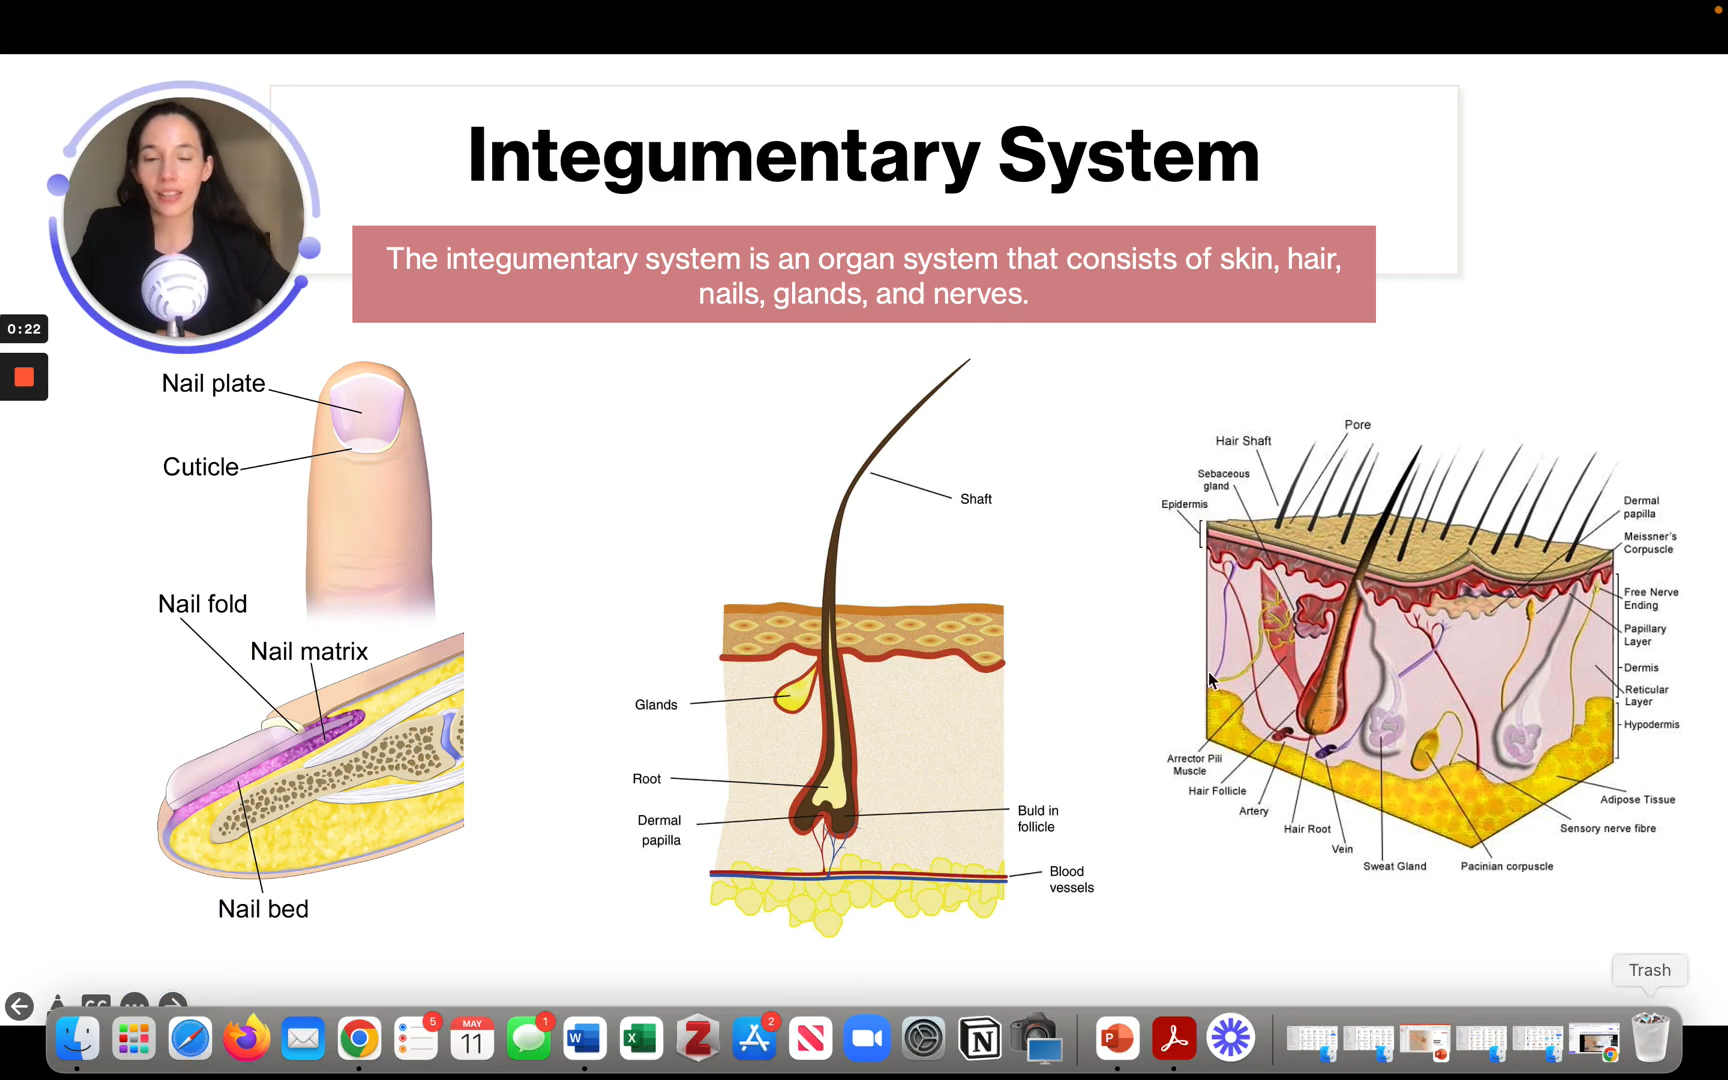 Integumentary System
The integumentary system is an organ system that consists of skin, hair,
nails, glands, and nerves.
0:22
Nail plate
Cuticle
Nail fold
Nail matrix
Nail bed
Shaft
Glands
Root
Dermal
papilla
Buld in
follicle
Blood
vessels
Pore
Hair Shaft
Sebaceous
gland
Epidermis
Dermal
papilla
Meissner's
Corpuscle
Free Nerve
Ending
Papillary
Layer
Dermis
Reticular
Layer
Hypodermis
Arrector Pili
Muscle
Hair Follicle
Artery
Hair Root
Vein
Sweat Gland
Pacinian corpuscle
Sensory nerve fibre
Adipose Tissue
Trash
CC
5
MAY
11
1
W
X
Z
2
N
N
P